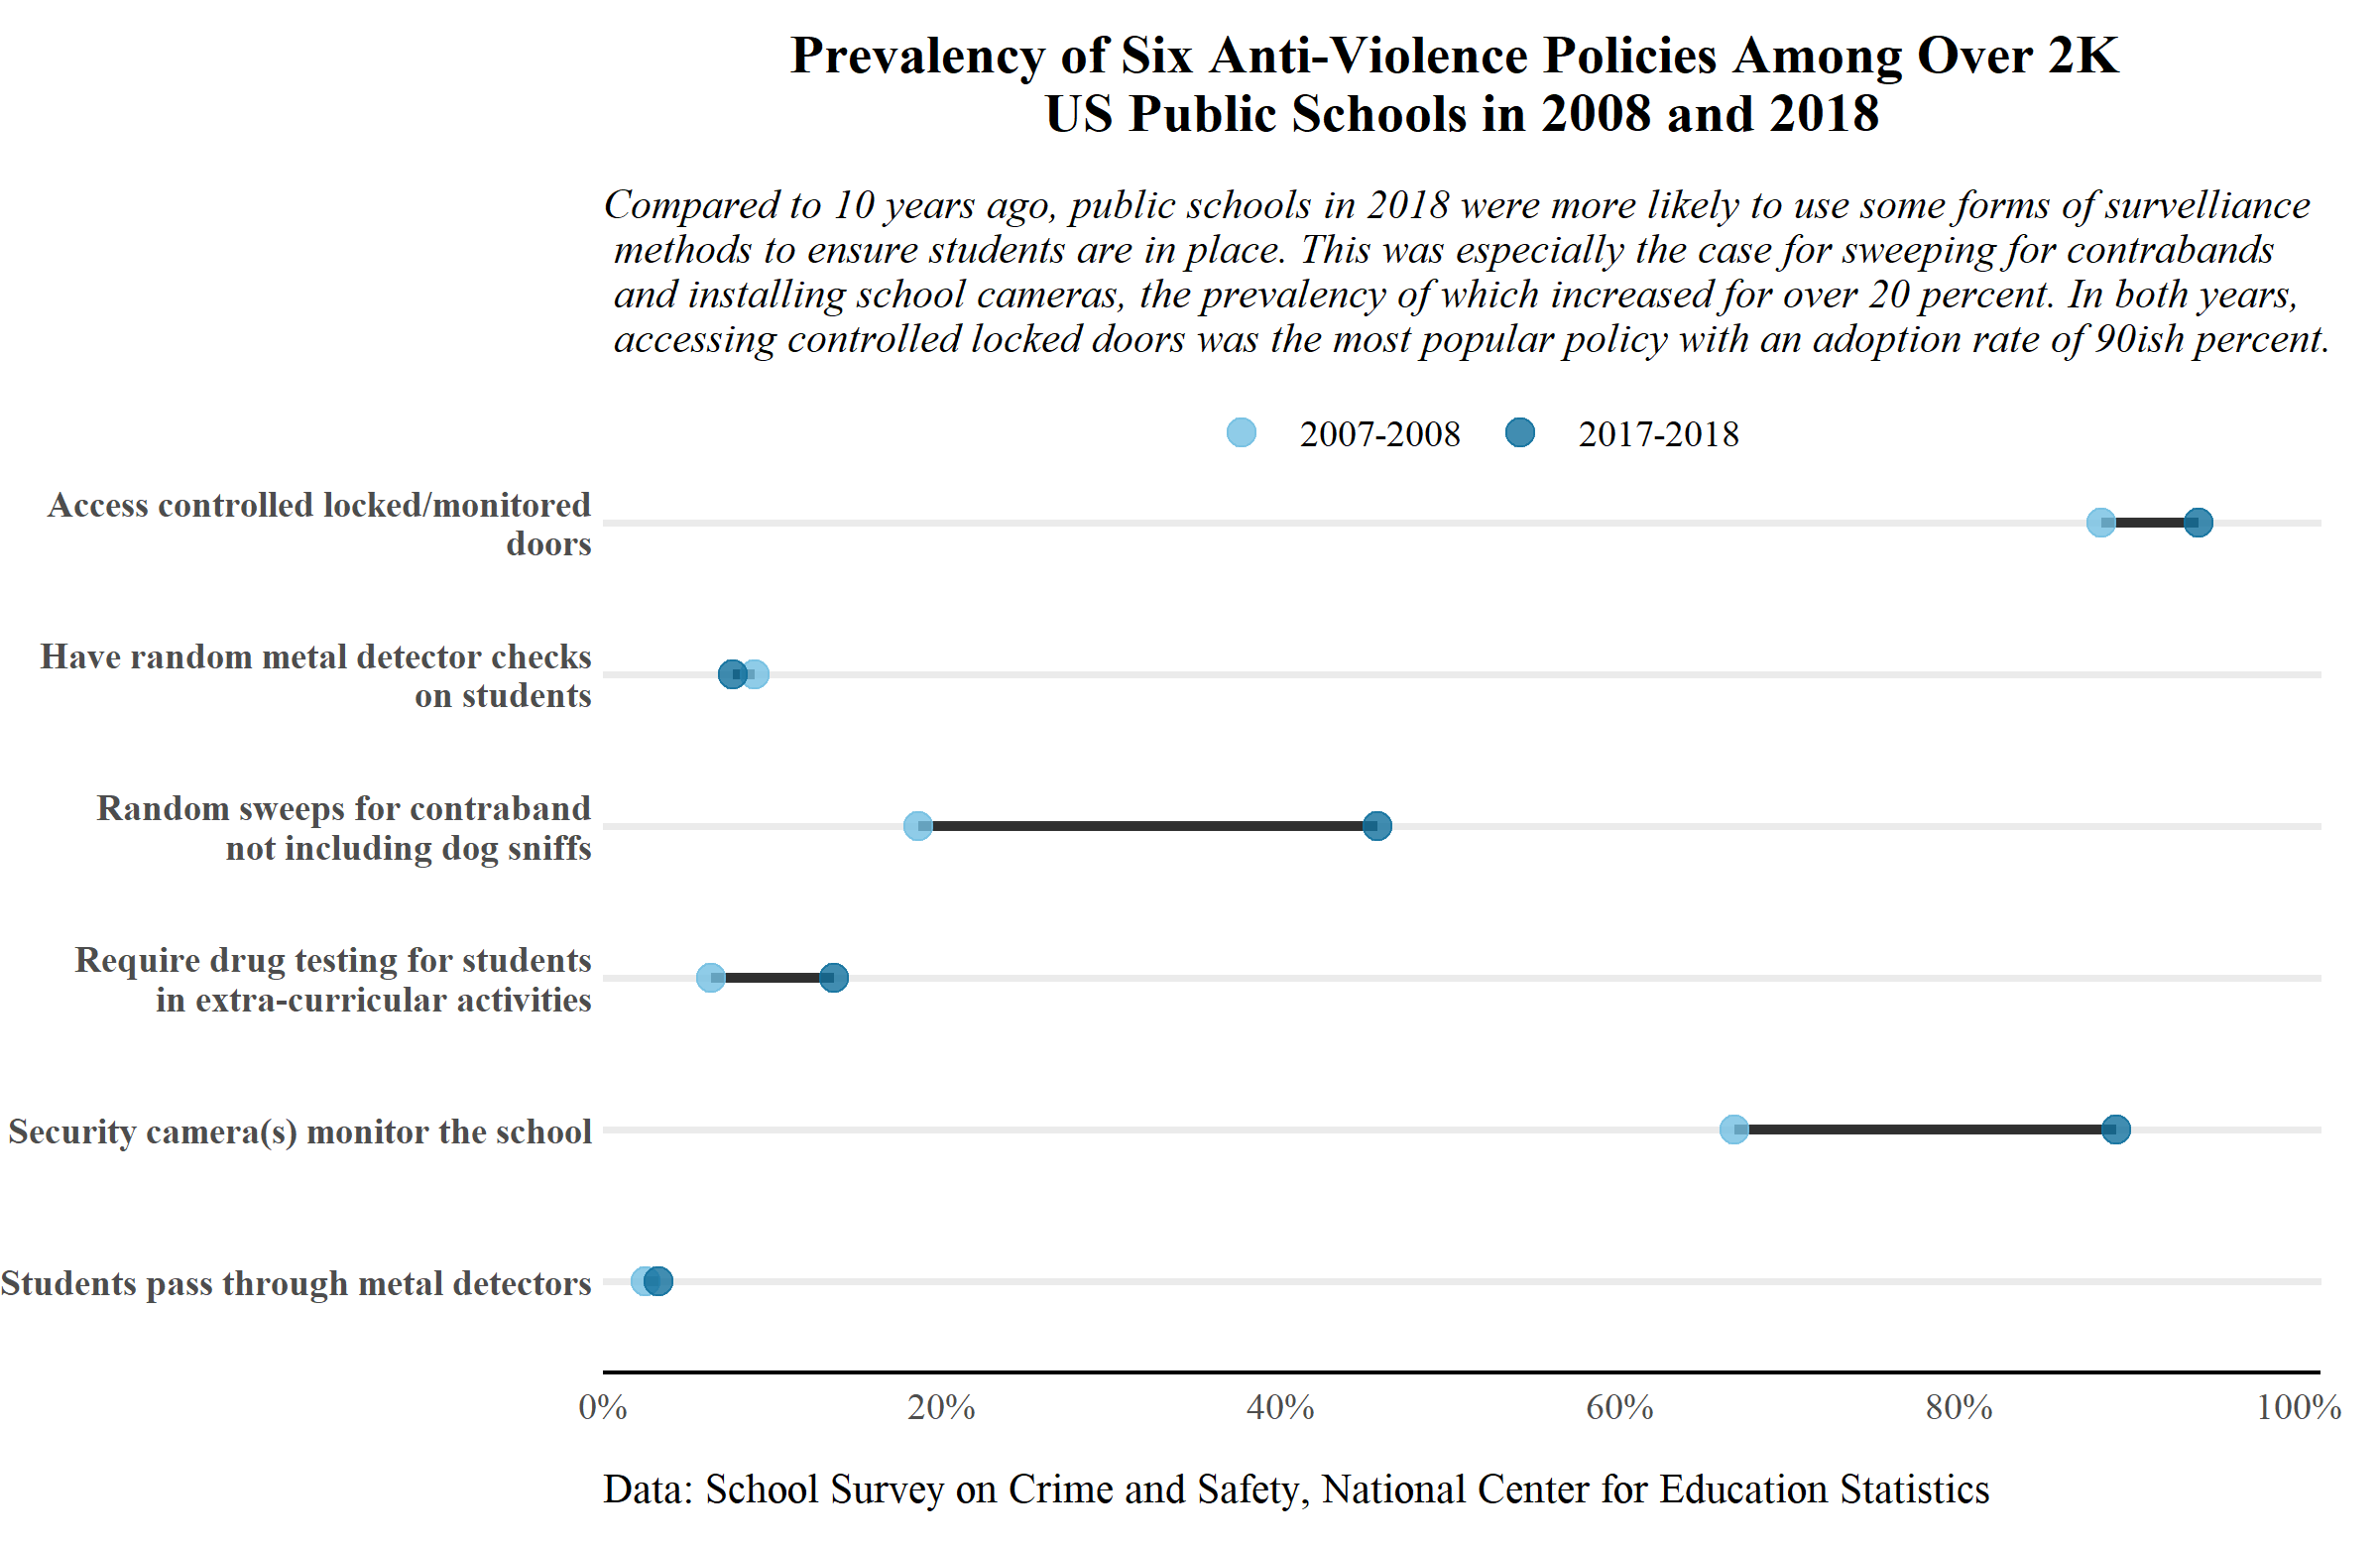 Prevalency of Six Anti-Violence Policies Among Over 2K
US Public Schools in 2008 and 2018
Compared to 10 years ago, public schools in 2018 were more likely to use some forms of survelliance
methods to ensure students are in place. This was especially the case for sweeping for contrabands
and installing school cameras, the prevalency of which increased for over 20 percent. In both years,
accessing controlled locked doors was the most popular policy with an adoption rate of 90ish percent.
2007-2008 2017-2018
Access controlled locked/monitored
doors
Have random metal detector checks
on students
Random sweeps for contraband
not including dog sniffs
Require drug testing for students
in extra-curricular activities
Security camera(s) monitor the school
Students pass through metal detectors
0% 20% 40% 60% 80% 100%
Data: School Survey on Crime and Safety, National Center for Education Statistics